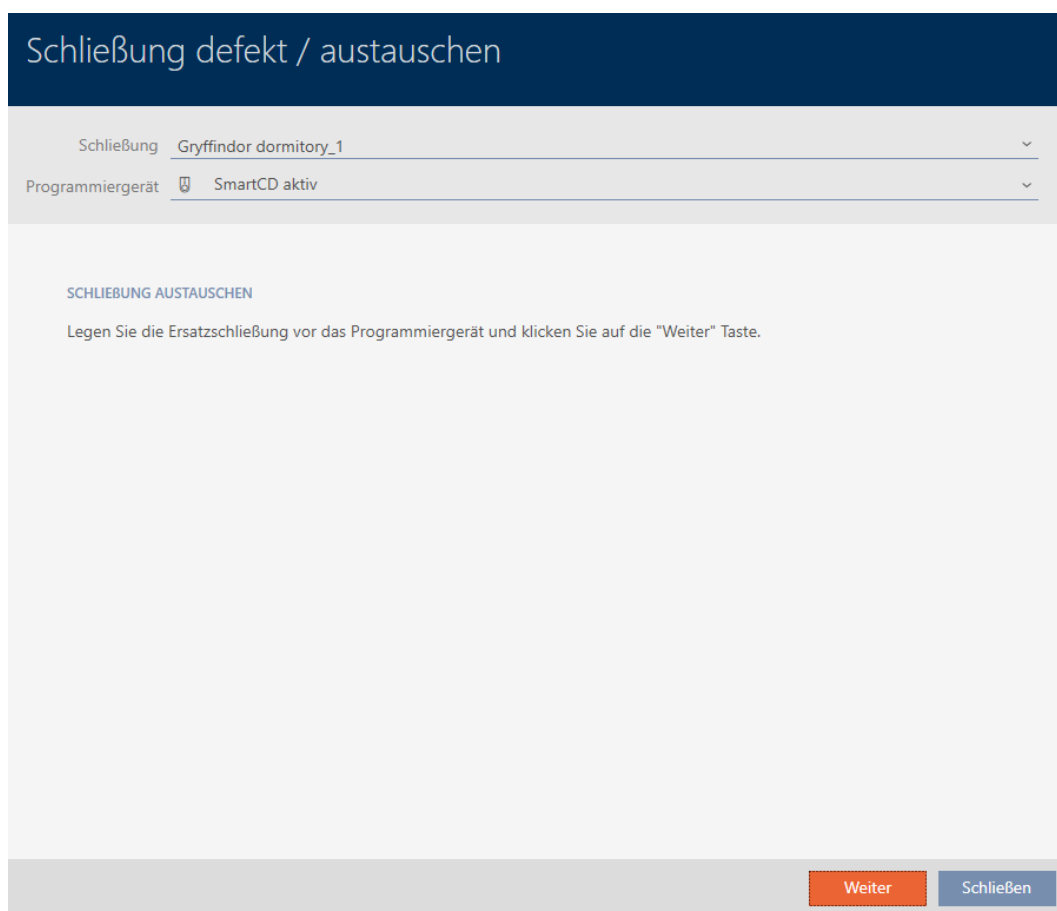 Schließung defekt / austauschen
Schließung Gryffindor dormitory_1
Programmiergerät SmartCD aktiv
SCHLIEßUNG AUSTAUSCHEN
Legen Sie die Ersatzschließung vor das Programmiergerät und klicken Sie auf die "Weiter" Taste.
Weiter Schließen